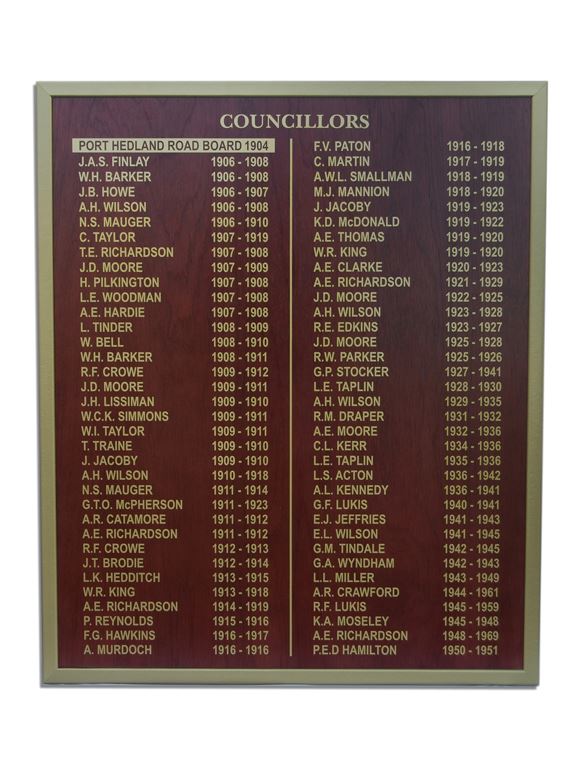 COUNCILLORS
PORT HEDLAND ROAD BOARD 1904
J.A.S. FINLAY 1906 - 1908
W.H. BARKER 1906 - 1908
J.B. HOWE 1906 - 1907
A.H. WILSON 1906 - 1908
N.S. MAUGER 1906 - 1910
C. TAYLOR 1907 - 1919
T.E. RICHARDSON 1907 - 1908
J.D. MOORE 1907 - 1909
H. PILKINGTON 1907 - 1908
L.E. WOODMAN 1907 - 1908
A.E. HARDIE 1907 - 1908
L. TINDER 1908 - 1909
W. BELL 1908 - 1910
W.H. BARKER 1908 - 1911
R.F. CROWE 1909 - 1912
J.D. MOORE 1909 - 1911
J.H. LISSIMAN 1909 - 1910
W.C.K. SIMMONS 1909 - 1911
W.I. TAYLOR 1909 - 1911
T. TRAINE 1909 - 1910
J. JACOBY 1909 - 1910
A.H. WILSON 1910 - 1918
N.S. MAUGER 1911 - 1914
G.T.O. McPHERSON 1911 - 1923
A.R. CATAMORE 1911 - 1912
A.E. RICHARDSON 1911 - 1912
R.F. CROWE 1912 - 1913
J.T. BRODIE 1912 - 1914
L.K. HEDDITCH 1913 - 1915
W.R. KING 1913 - 1918
A.E. RICHARDSON 1914 - 1919
P. REYNOLDS 1915 - 1916
F.G. HAWKINS 1916 - 1917
A. MURDOCH 1916 - 1916
F.V. PATON 1916 - 1918
C. MARTIN 1917 - 1919
A.W.L. SMALLMAN 1918 - 1919
M.J. MANNION 1918 - 1920
J. JACOBY 1919 - 1923
K.D. McDONALD 1919 - 1922
A.E. THOMAS 1919 - 1920
W.R. KING 1919 - 1920
A.E. CLARKE 1920 - 1923
A.E. RICHARDSON 1921 - 1929
J.D. MOORE 1922 - 1925
A.H. WILSON 1923 - 1928
R.E. EDKINS 1923 - 1927
J.D. MOORE 1925 - 1928
R.W. PARKER 1925 - 1926
G.P. STOCKER 1927 - 1941
L.E. TAPLIN 1928 - 1930
A.H. WILSON 1929 - 1935
R.M. DRAPER 1931 - 1932
A.E. MOORE 1932 - 1936
C.L. KERR 1934 - 1936
L.E. TAPLIN 1935 - 1936
L.S. ACTON 1936 - 1942
A.L. KENNEDY 1936 - 1941
G.F. LUKIS 1940 - 1941
E.J. JEFFRIES 1941 - 1943
E.L. WILSON 1941 - 1945
G.M. TINDALE 1942 - 1945
G.A. WYNDHAM 1942 - 1943
L.L. MILLER 1943 - 1949
A.R. CRAWFORD 1944 - 1961
R.F. LUKIS 1945 - 1959
K.A. MOSELEY 1945 - 1948
A.E. RICHARDSON 1948 - 1969
P.E.D HAMILTON 1950 - 1951